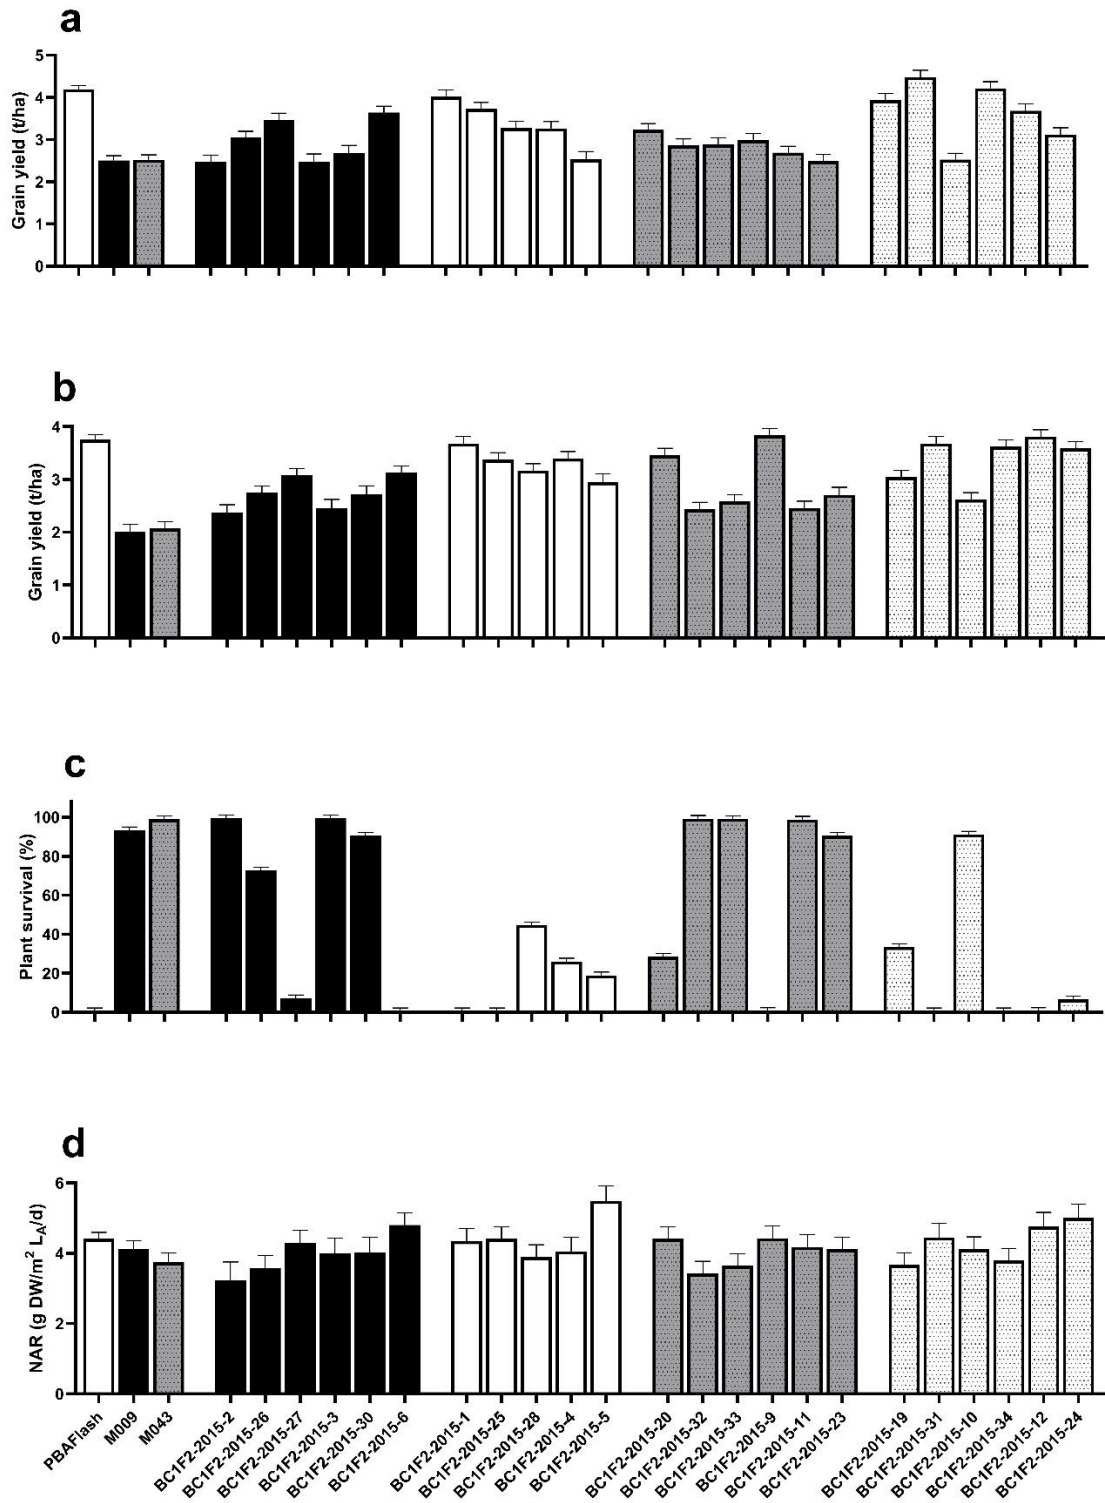 a
Grain yield (t/ha)
5
4
3
2
1
0
b
Grain yield (t/ha)
4
3
2
1
0
c
Plant survival (%)
100
80
60
40
20
0
d
NAR (g DW/m² L_A/d)
6
4
2
0
PBAFlash
M009
M043
BC1F2-2015-2
BC1F2-2015-26
BC1F2-2015-27
BC1F2-2015-3
BC1F2-2015-30
BC1F2-2015-6
BC1F2-2015-1
BC1F2-2015-25
BC1F2-2015-28
BC1F2-2015-4
BC1F2-2015-5
BC1F2-2015-20
BC1F2-2015-32
BC1F2-2015-33
BC1F2-2015-9
BC1F2-2015-11
BC1F2-2015-23
BC1F2-2015-19
BC1F2-2015-31
BC1F2-2015-10
BC1F2-2015-34
BC1F2-2015-12
BC1F2-2015-24